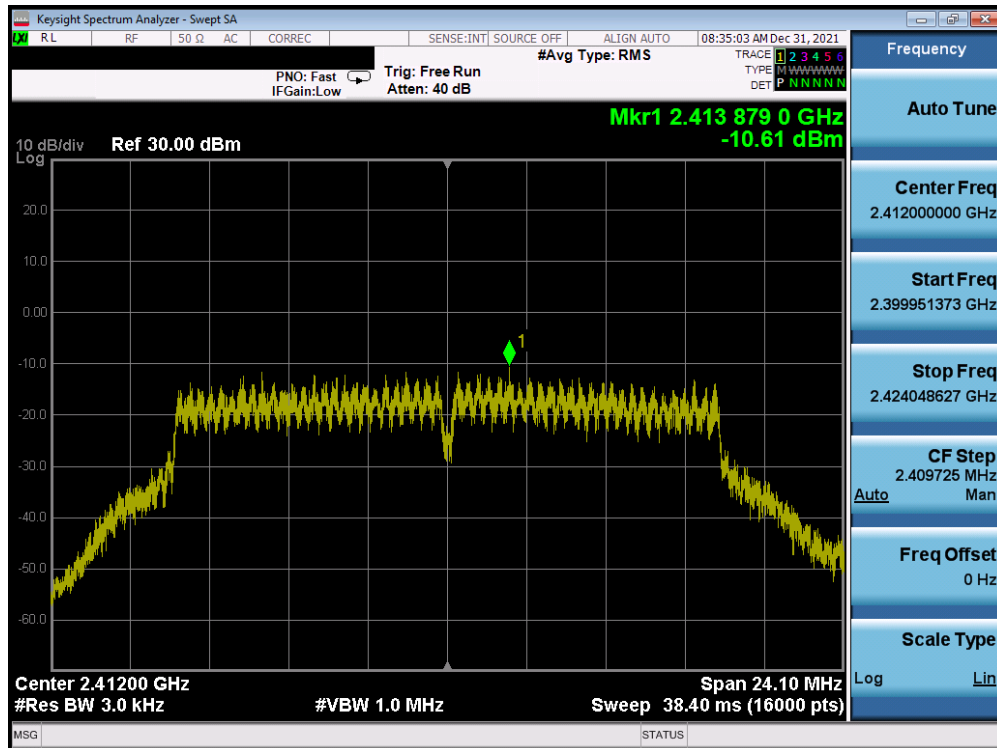 Keysight Spectrum Analyzer - Swept SA
LXI RL RF 50 Ω AC CORREC SENSE:INT SOURCE OFF ALIGN AUTO 08:35:03 AM Dec 31, 2021
#Avg Type: RMS
TRACE 1 2 3 4 5 6
TYPE M W W W W W
DET P N N N N N
PNO: Fast
IFGain:Low
Trig: Free Run
Atten: 40 dB
Mkr1 2.413 879 0 GHz
-10.61 dBm
10 dB/div
Log
Ref 30.00 dBm
20.0
10.0
0.00
-10.0
-20.0
-30.0
-40.0
-50.0
-60.0
1
Center 2.41200 GHz
#Res BW 3.0 kHz
#VBW 1.0 MHz
Span 24.10 MHz
Sweep 38.40 ms (16000 pts)
MSG
STATUS
Frequency
Auto Tune
Center Freq
2.412000000 GHz
Start Freq
2.399951373 GHz
Stop Freq
2.424048627 GHz
CF Step
2.409725 MHz
Auto Man
Freq Offset
0 Hz
Scale Type
Log Lin